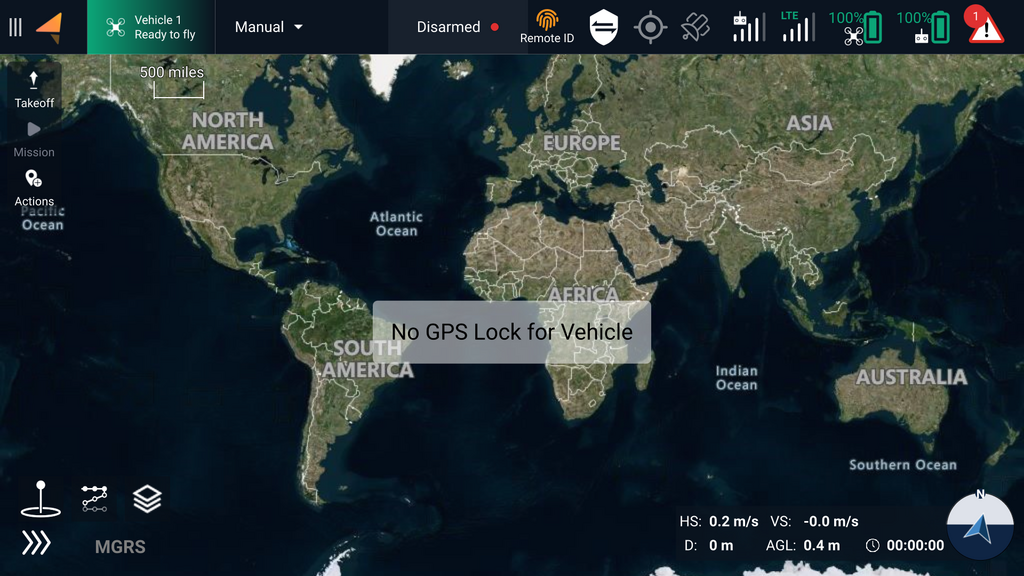 Vehicle 1
Ready to fly
Manual
Disarmed
Remote ID
LTE
100%
100%
1
Takeoff
Mission
Actions
500 miles
NORTH
AMERICA
EUROPE
ASIA
Pacific
Ocean
Atlantic
Ocean
AFRICA
No GPS Lock for Vehicle
SOUTH
AMERICA
Indian
Ocean
AUSTRALIA
Southern Ocean
MGRS
HS: 0.2 m/s VS: -0.0 m/s
D: 0 m AGL: 0.4 m 00:00:00
N